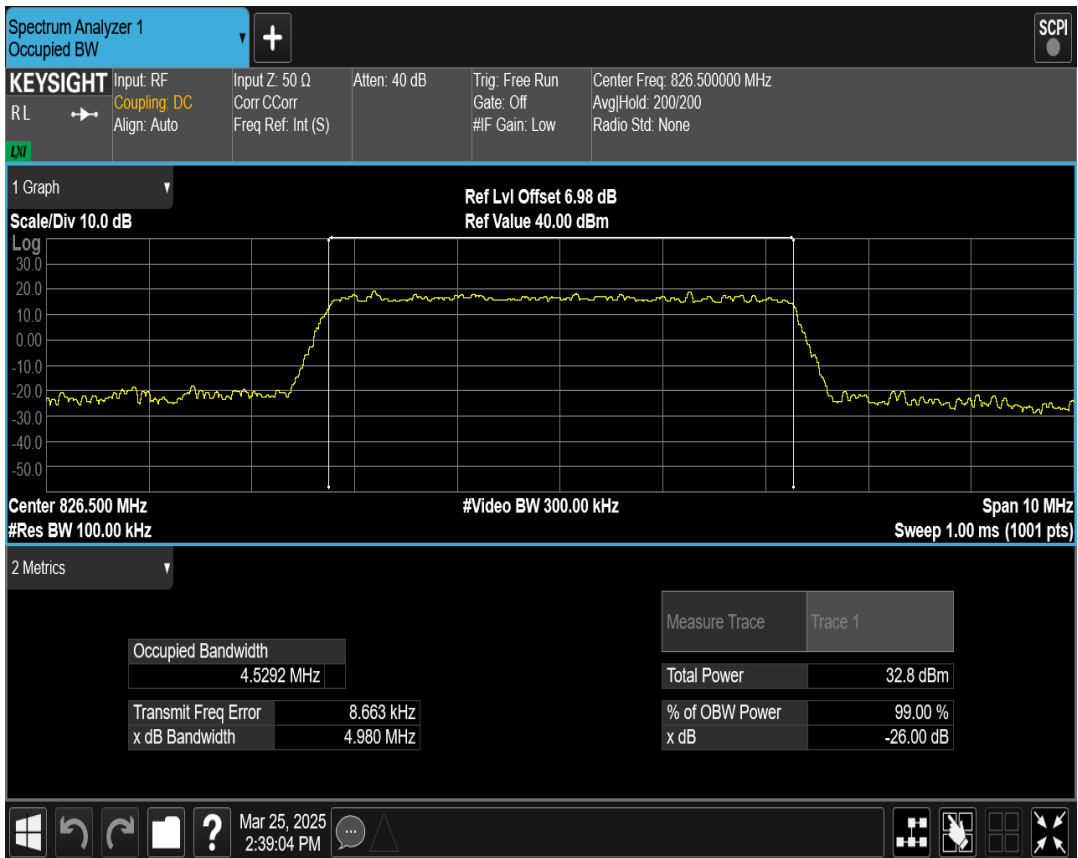 Spectrum Analyzer 1
Occupied BW
+
SCPI
KEYSIGHT
RL
LXI
Input: RF
Coupling: DC
Align: Auto
Input Z: 50 Ω
Corr CCorr
Freq Ref: Int (S)
Atten: 40 dB
Trig: Free Run
Gate: Off
#IF Gain: Low
Center Freq: 826.500000 MHz
Avg|Hold: 200/200
Radio Std: None
1 Graph
Scale/Div 10.0 dB
Ref Lvl Offset 6.98 dB
Ref Value 40.00 dBm
Log
30.0
20.0
10.0
0.00
-10.0
-20.0
-30.0
-40.0
-50.0
Center 826.500 MHz
#Video BW 300.00 kHz
Span 10 MHz
#Res BW 100.00 kHz
Sweep 1.00 ms (1001 pts)
2 Metrics
Measure Trace Trace 1
Occupied Bandwidth
4.5292 MHz
Total Power 32.8 dBm
Transmit Freq Error 8.663 kHz
% of OBW Power 99.00 %
x dB Bandwidth 4.980 MHz
x dB -26.00 dB
?
Mar 25, 2025
2:39:04 PM